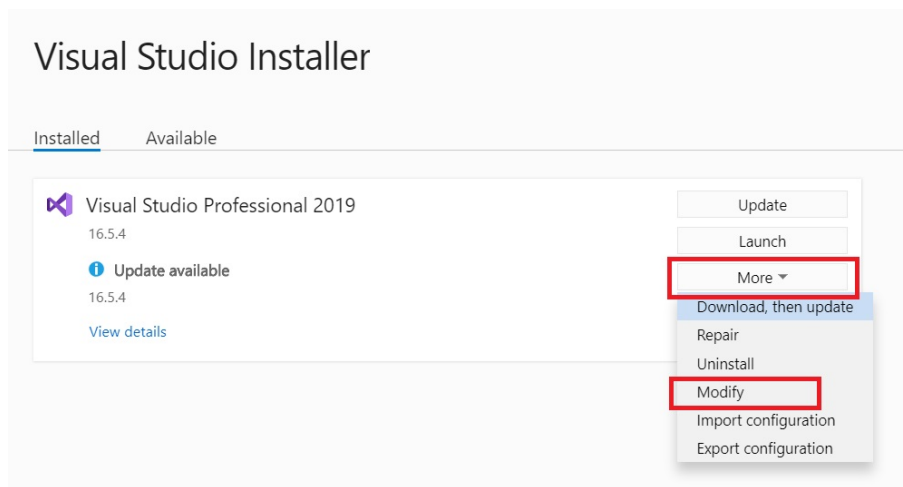 Visual Studio Installer
Installed
Available
Visual Studio Professional 2019
16.5.4
Update available
16.5.4
View details
Update
Launch
More
Download, then update
Repair
Uninstall
Modify
Import configuration
Export configuration